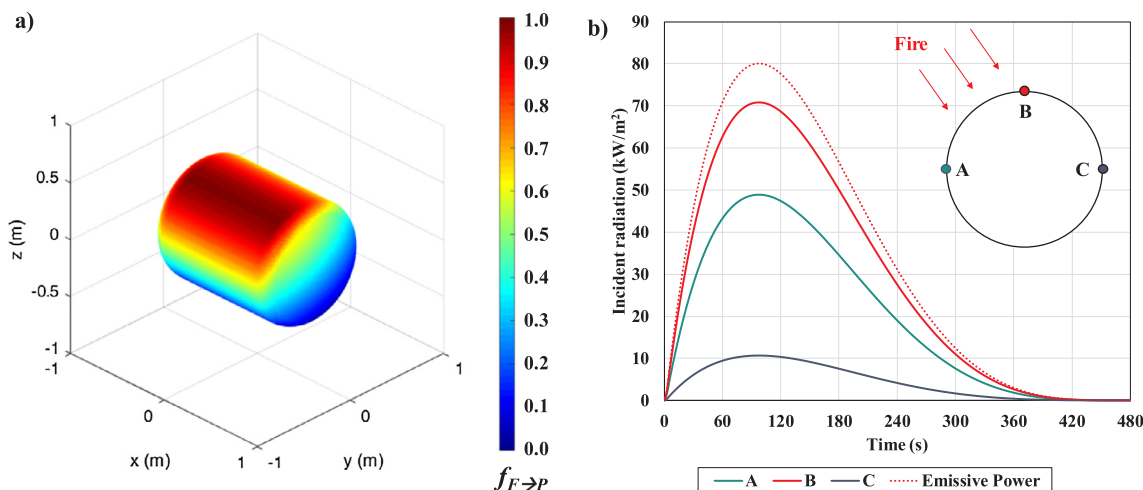 a)
1
0.5
0
-0.5
-1
z (m)
-1
0
1
x (m)
-1
0
1
y (m)
1.0
0.9
0.8
0.7
0.6
0.5
0.4
0.3
0.2
0.1
0.0
f_{F→P}
b)
90
80
70
60
50
40
30
20
10
0
Incident radiation (kW/m²)
0 60 120 180 240 300 360 420 480
Time (s)
Fire
B
A
C
A B C Emissive Power